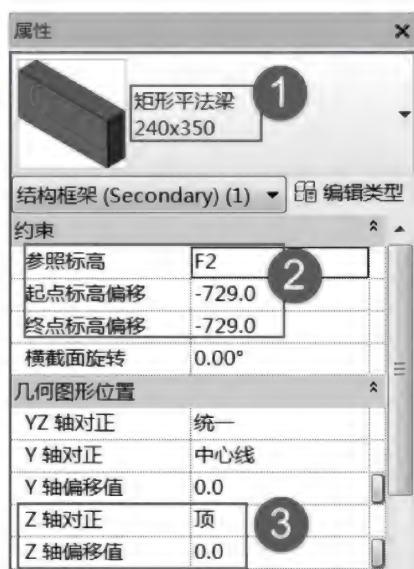 属性
矩形平法梁
240x350
1
结构框架 (Secondary) (1) 编辑类型
约束
参照标高 F2
起点标高偏移 -729.0
2
终点标高偏移 -729.0
横截面旋转 0.00°
几何图形位置
YZ 轴对正 统一
Y 轴对正 中心线
Y 轴偏移值 0.0
Z 轴对正 顶
3
Z 轴偏移值 0.0